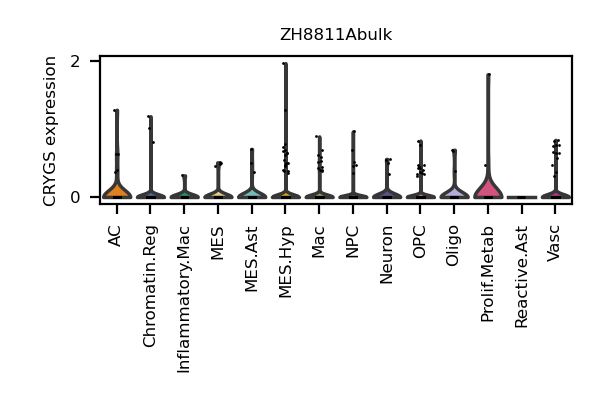 ZH8811Abulk
CRYGS expression
2
0
AC
Chromatin.Reg
Inflammatory.Mac
MES
MES.Ast
MES.Hyp
Mac
NPC
Neuron
OPC
Oligo
Prolif.Metab
Reactive.Ast
Vasc